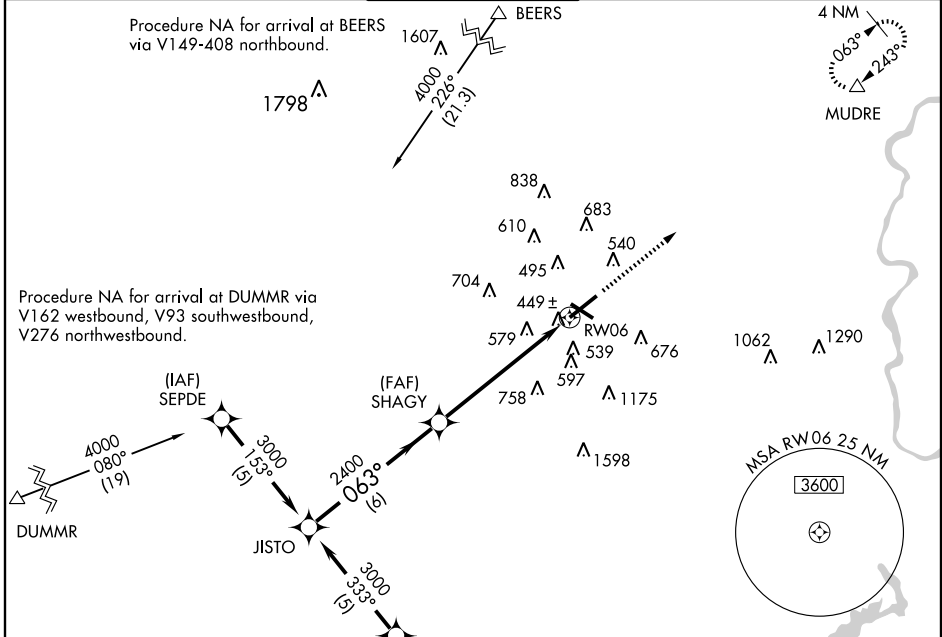 Procedure NA for arrival at BEERS
via V149-408 northbound.
BEERS
1607
1798
4000
226°
(21.3)
4 NM
063°
243°
MUDRE
838
683
610
540
495
704
449 ±
579
RW06
539
676
597
1062
1290
758
1175
1598
Procedure NA for arrival at DUMMR via
V162 westbound, V93 southwestbound,
V276 northwestbound.
(IAF)
SEPDE
(FAF)
SHAGY
4000
080°
(19)
DUMMR
3000
153°
(5)
2400
063°
(6)
JISTO
3000
333°
(5)
MSA RW06 25 NM
3600